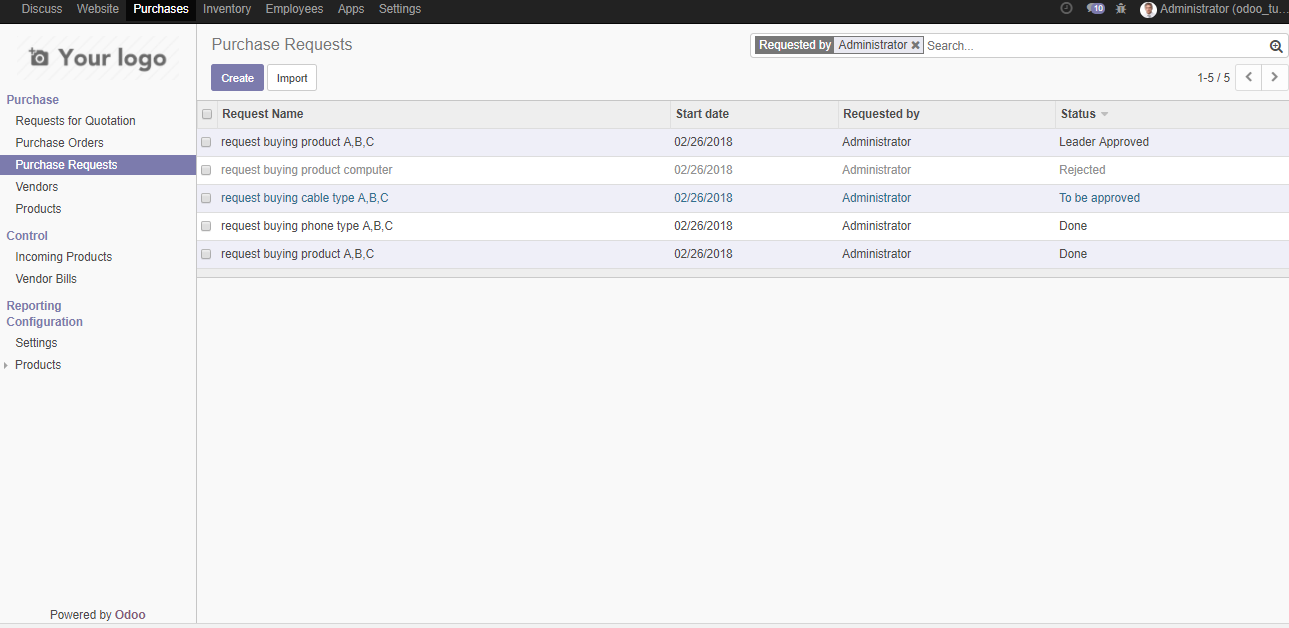 Discuss Website Purchases Inventory Employees Apps Settings 10 Administrator (odoo_tu...
Your logo
Purchase
Requests for Quotation
Purchase Orders
Purchase Requests
Vendors
Products
Control
Incoming Products
Vendor Bills
Reporting
Configuration
Settings
Products
Powered by Odoo
Purchase Requests
Requested by Administrator Search...
Create Import
1-5 / 5
Request Name Start date Requested by Status
request buying product A,B,C 02/26/2018 Administrator Leader Approved
request buying product computer 02/26/2018 Administrator Rejected
request buying cable type A,B,C 02/26/2018 Administrator To be approved
request buying phone type A,B,C 02/26/2018 Administrator Done
request buying product A,B,C 02/26/2018 Administrator Done